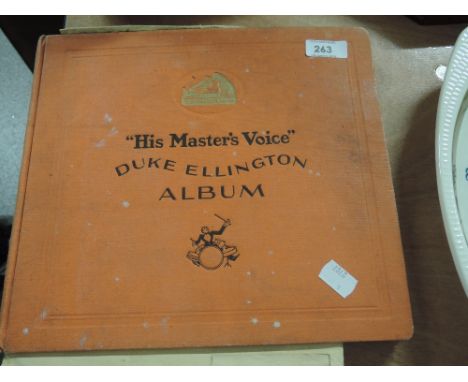 263
"His Master's Voice"
DUKE ELLINGTON
ALBUM